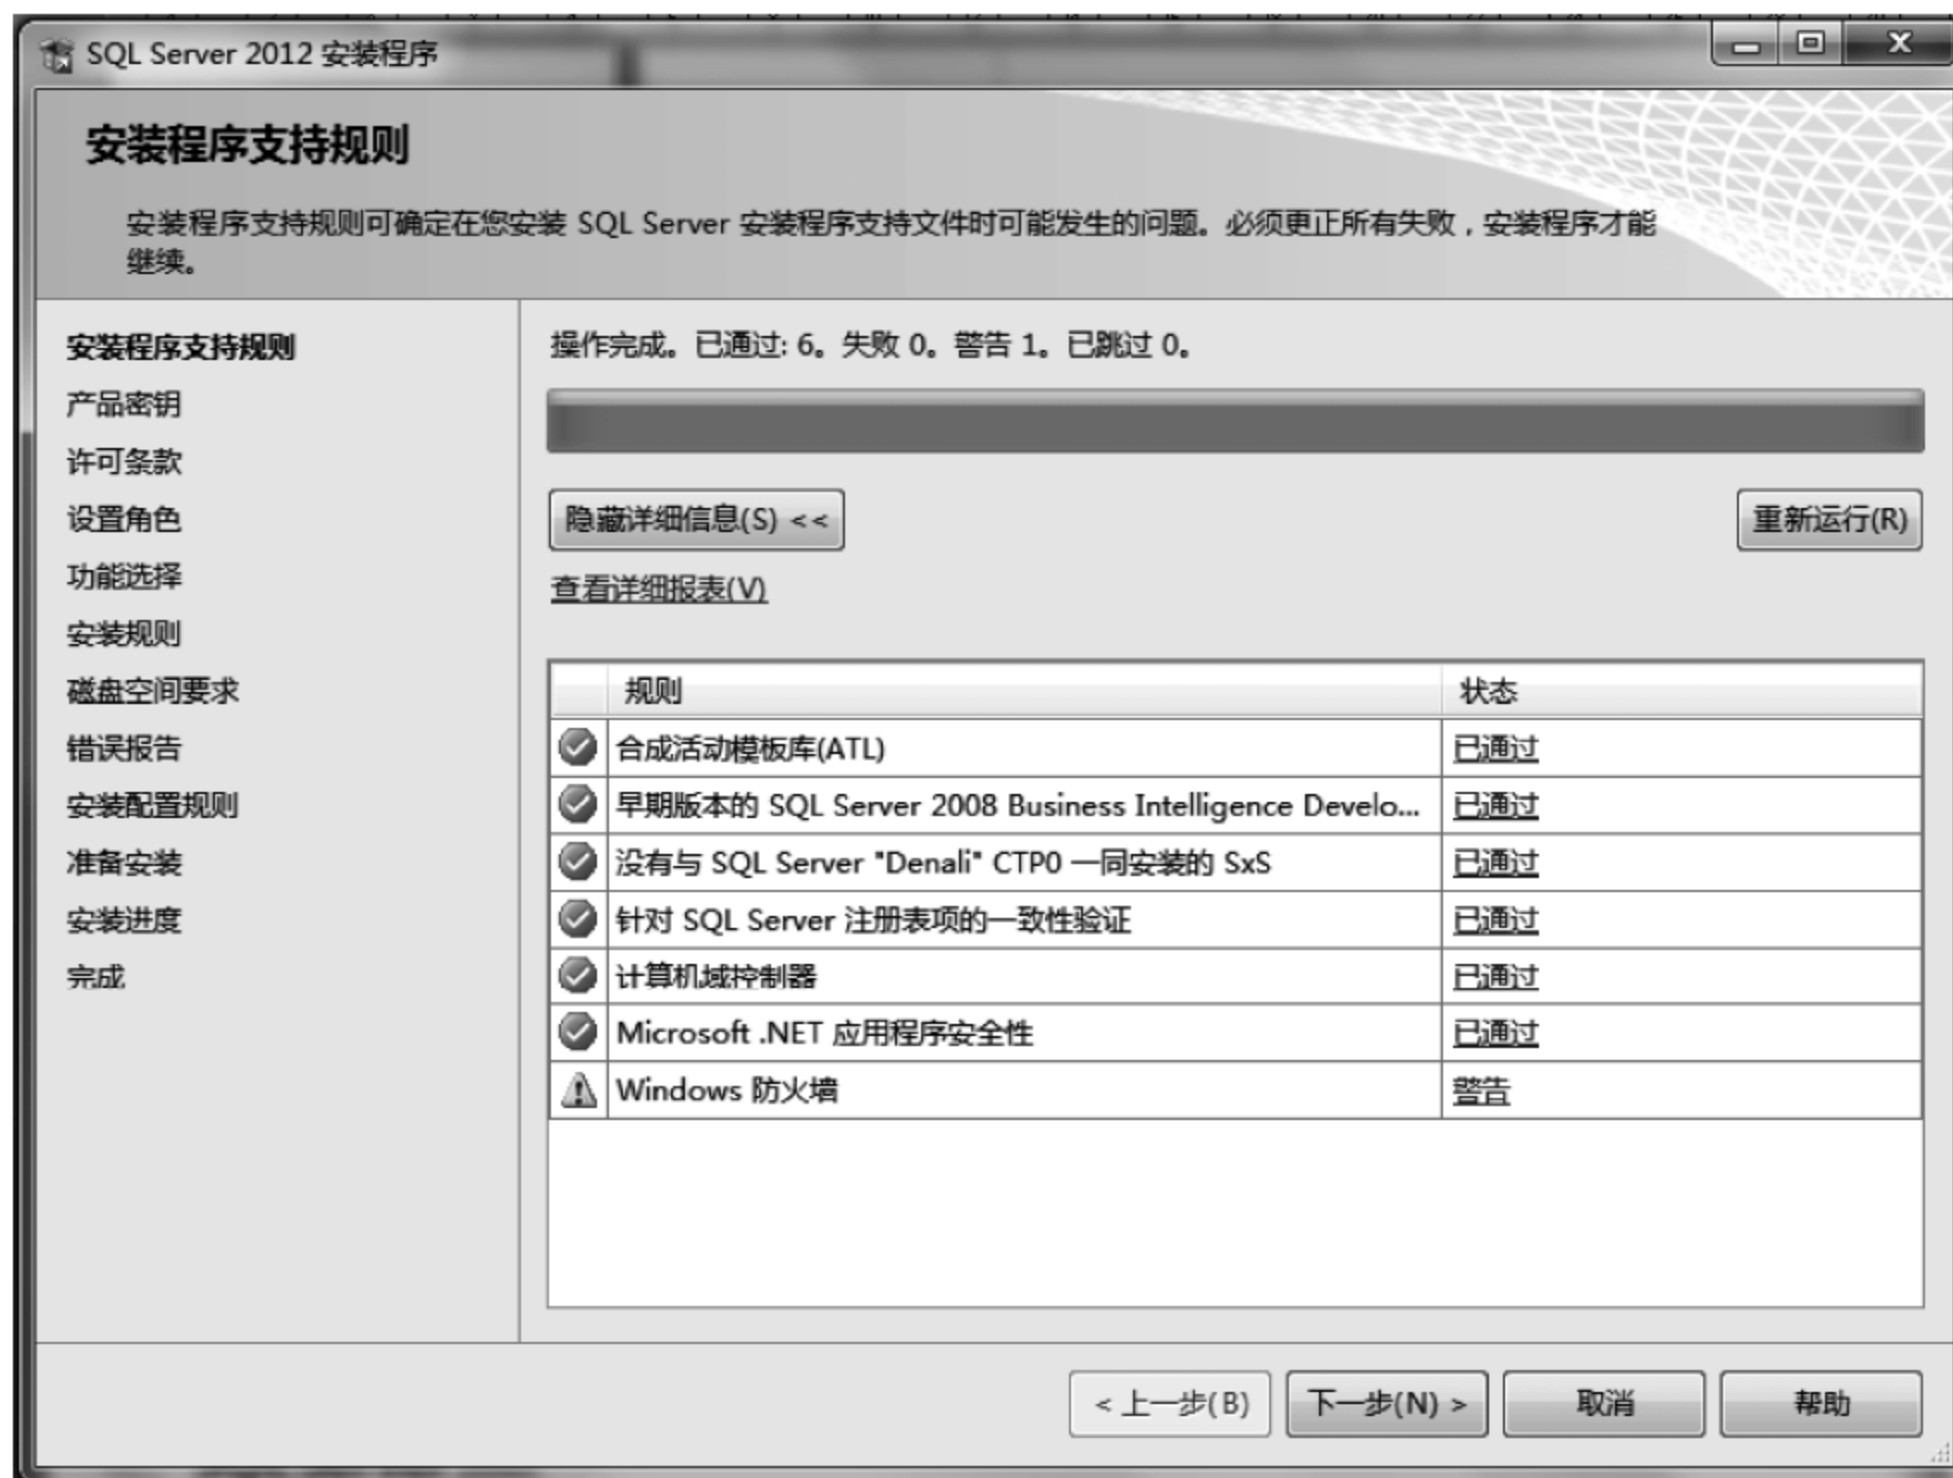 SQL Server 2012 安装程序
安装程序支持规则
安装程序支持规则可确定在您安装 SQL Server 安装程序支持文件时可能发生的问题。必须更正所有失败，安装程序才能
继续。
安装程序支持规则
产品密钥
许可条款
设置角色
功能选择
安装规则
磁盘空间要求
错误报告
安装配置规则
准备安装
安装进度
完成
操作完成。已通过: 6。失败 0。警告 1。已跳过 0。
隐藏详细信息(S) <<
重新运行(R)
查看详细报表(V)
规则 状态
合成活动模板库(ATL) 已通过
早期版本的 SQL Server 2008 Business Intelligence Develo... 已通过
没有与 SQL Server "Denali" CTP0 一同安装的 SxS 已通过
针对 SQL Server 注册表项的一致性验证 已通过
计算机域控制器 已通过
Microsoft .NET 应用程序安全性 已通过
Windows 防火墙 警告
< 上一步(B) 下一步(N) > 取消 帮助